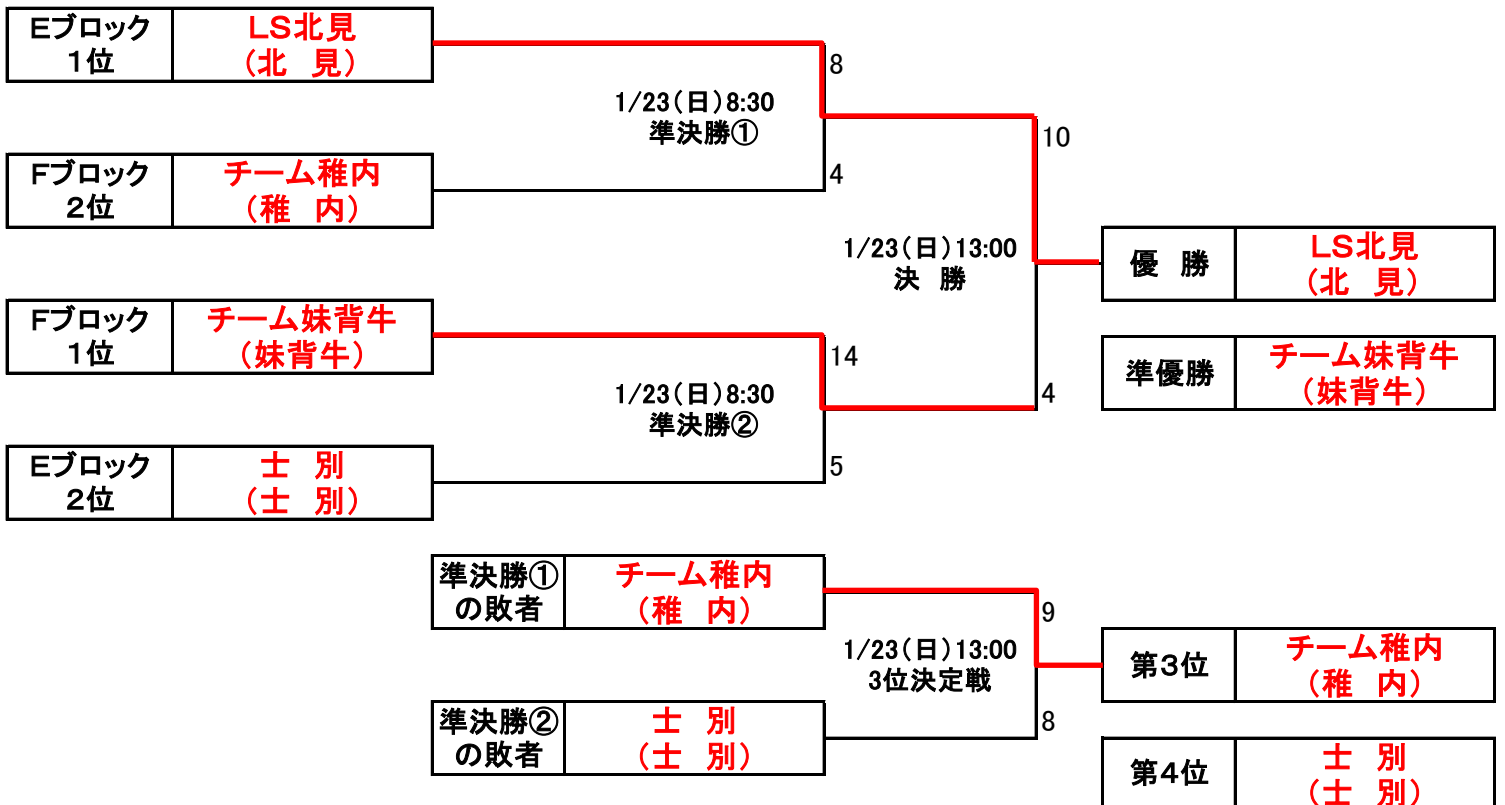 Eブロック
1位
LS北見
(北 見)
8
1/23(日)8:30
準決勝①
10
Fブロック
2位
チーム稚内
(稚 内)
4
1/23(日)13:00
決 勝
優 勝
LS北見
(北 見)
Fブロック
1位
チーム妹背牛
(妹背牛)
14
1/23(日)8:30
準決勝②
4
準優勝
チーム妹背牛
(妹背牛)
Eブロック
2位
士 別
(士 別)
5
準決勝①
の敗者
チーム稚内
(稚 内)
9
1/23(日)13:00
3位決定戦
第3位
チーム稚内
(稚 内)
準決勝②
の敗者
士 別
(士 別)
8
第4位
士 別
(士 別)